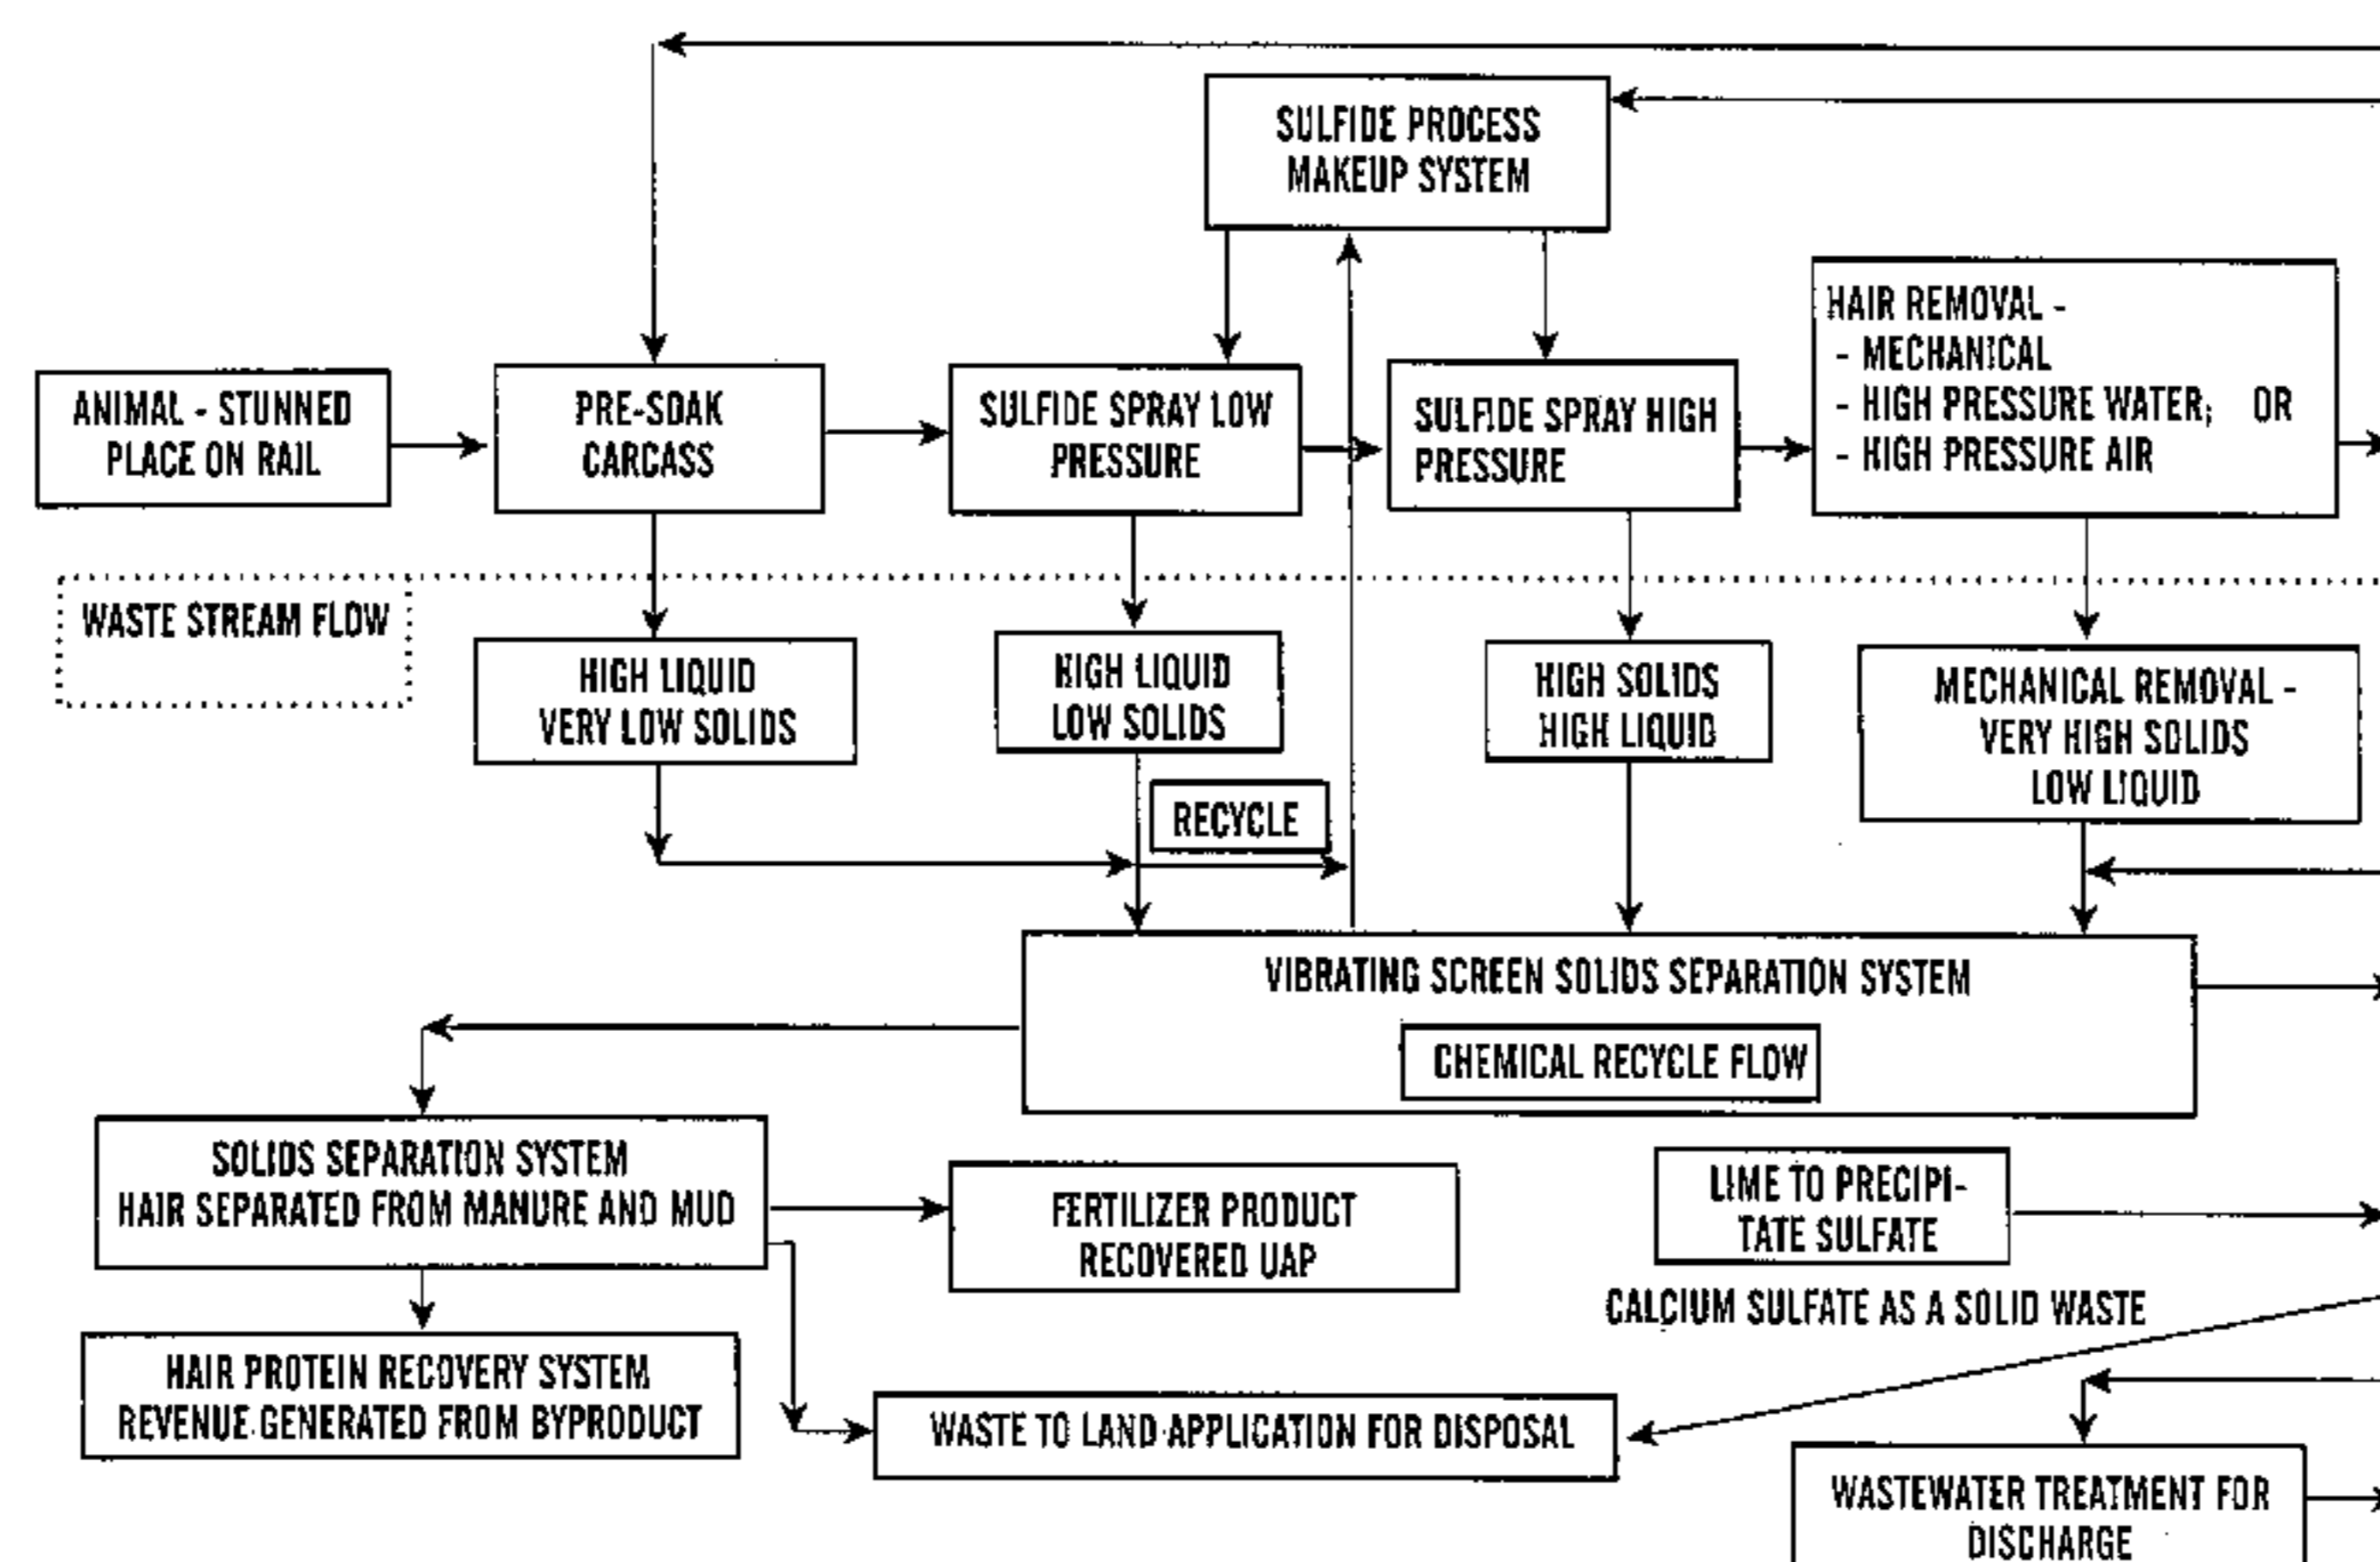 SULFIDE PROCESS
MAKEUP SYSTEM
HAIR REMOVAL -
- MECHANICAL
- HIGH PRESSURE WATER; OR
- HIGH PRESSURE AIR
ANIMAL - STUNNED
PLACE ON RAIL
PRE-SOAK
CARCASS
SULFIDE SPRAY LOW
PRESSURE
SULFIDE SPRAY HIGH
PRESSURE
WASTE STREAM FLOW
HIGH LIQUID
VERY LOW SOLIDS
HIGH LIQUID
LOW SOLIDS
HIGH SOLIDS
HIGH LIQUID
MECHANICAL REMOVAL -
VERY HIGH SOLIDS
LOW LIQUID
RECYCLE
VIBRATING SCREEN SOLIDS SEPARATION SYSTEM
CHEMICAL RECYCLE FLOW
SOLIDS SEPARATION SYSTEM
HAIR SEPARATED FROM MANURE AND MUD
FERTILIZER PRODUCT
RECOVERED UAP
LIME TO PRECIPI-
TATE SULFATE
CALCIUM SULFATE AS A SOLID WASTE
HAIR PROTEIN RECOVERY SYSTEM
REVENUE GENERATED FROM BYPRODUCT
WASTE TO LAND APPLICATION FOR DISPOSAL
WASTEWATER TREATMENT FOR
DISCHARGE